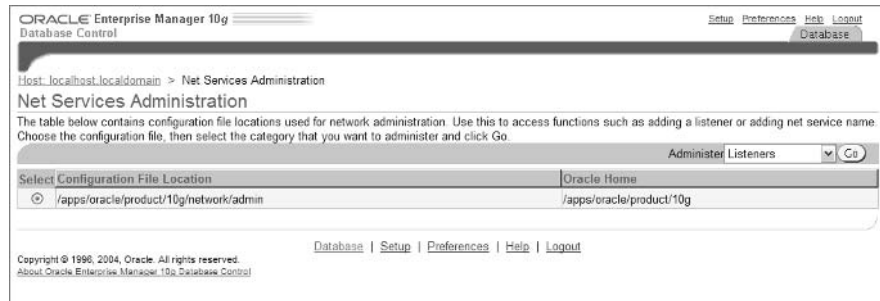 ORACLE Enterprise Manager 10g
Database Control
Setup Preferences Help Logout
Database
Host: localhost.localdomain > Net Services Administration
Net Services Administration
The table below contains configuration file locations used for network administration. Use this to access functions such as adding a listener or adding net service name.
Choose the configuration file, then select the category that you want to administer and click Go.
Administer Listeners Go
Select Configuration File Location Oracle Home
/apps/oracle/product/10g/network/admin /apps/oracle/product/10g
Database | Setup | Preferences | Help | Logout
Copyright © 1996, 2004, Oracle. All rights reserved.
About Oracle Enterprise Manager 10g Database Control